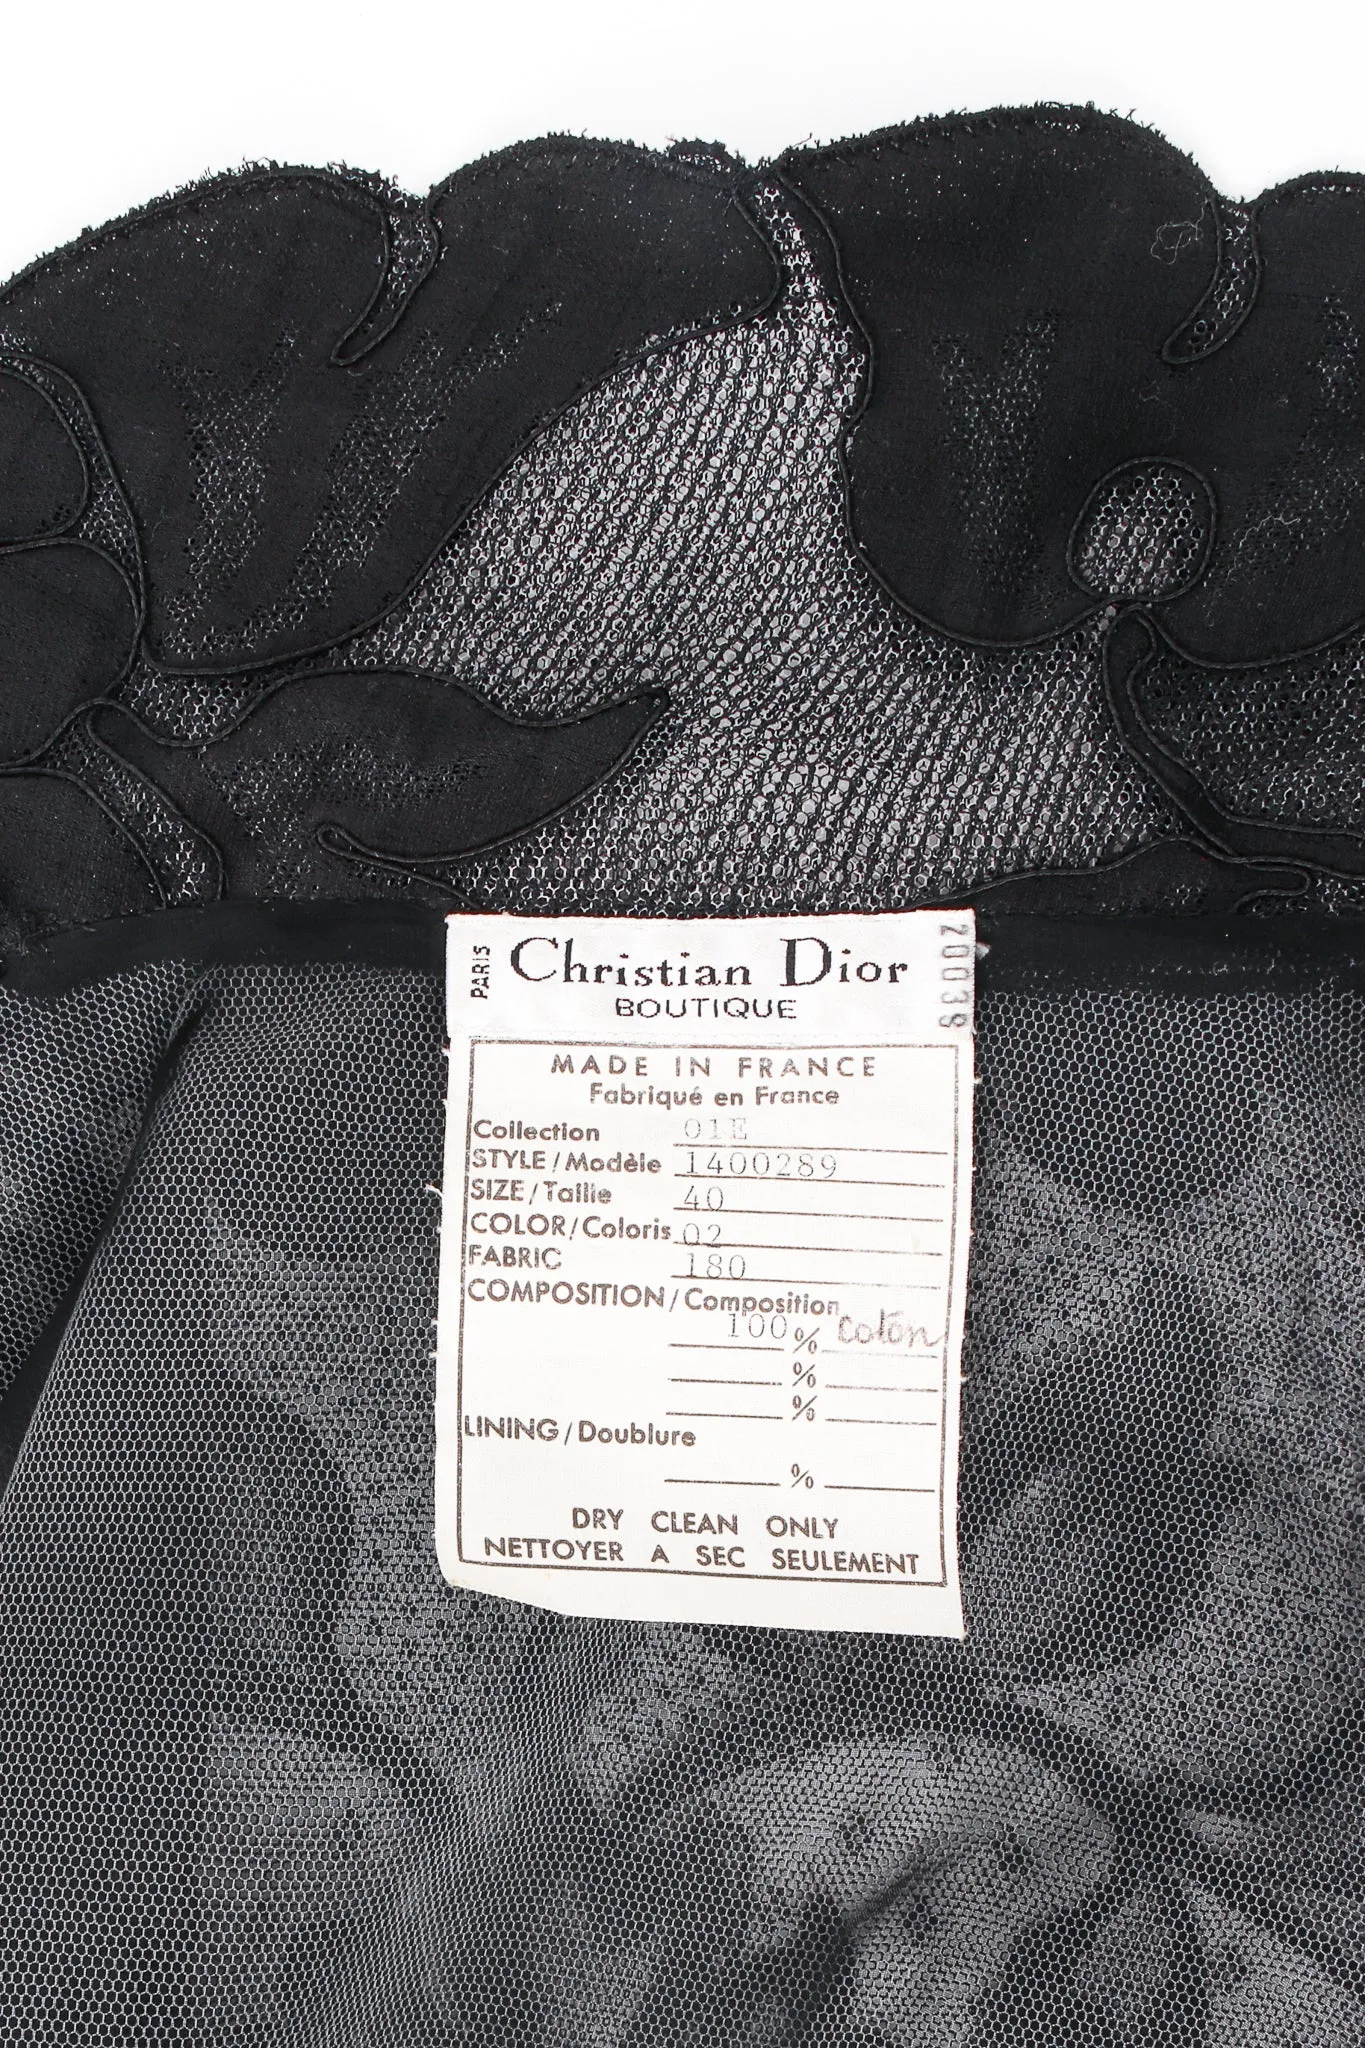 PARIS
Christian Dior
BOUTIQUE
20038
MADE IN FRANCE
Fabriqué en France
Collection 01E
STYLE/Modèle 1400289
SIZE/Taille 40
COLOR/Coloris 02
FABRIC 180
COMPOSITION/Composition
100 % coton
%
%
LINING/Doublure
%
DRY CLEAN ONLY
NETTOYER A SEC SEULEMENT